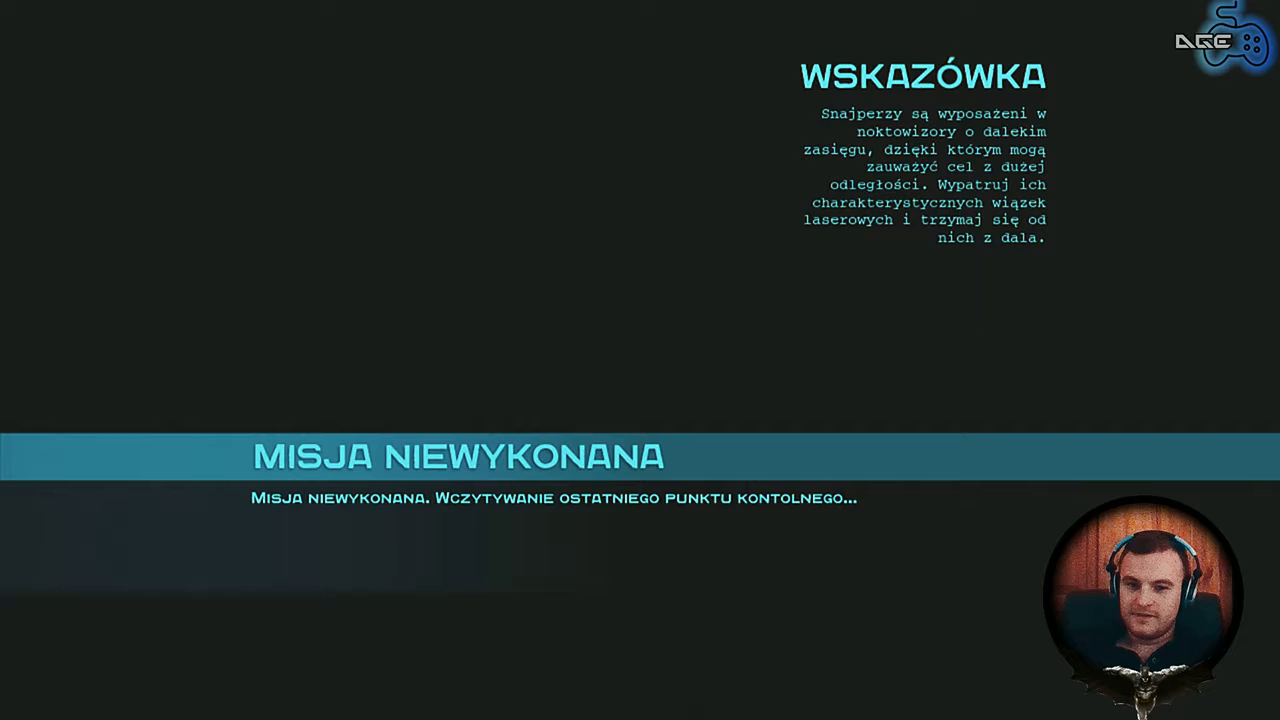 AGE
WSKAZÓWKA
Snajperzy są wyposażeni w
noktowizory o dalekim
zasięgu, dzięki którym mogą
zauważyć cel z dużej
odległości. Wypatruj ich
charakterystycznych wiązek
laserowych i trzymaj się od
nich z dala.
MISJA NIEWYKONANA
Misja niewykonana. Wczytywanie ostatniego punktu kontolnego...